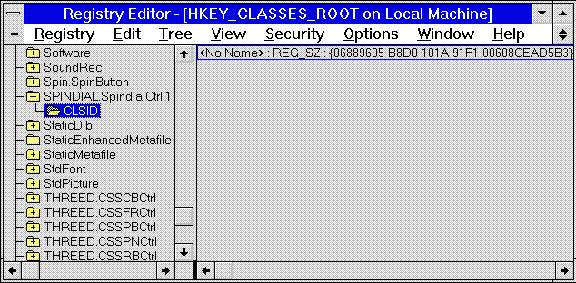 Registry Editor - [HKEY_CLASSES_ROOT on Local Machine]
Registry Edit Tree View Security Options Window Help
Software
SoundRec
Spin.SpinButton
SPINDIAL.SpindialCtrl.1
CLSID
StaticDib
StaticEnhancedMetafile
StaticMetafile
StdFont
StdPicture
THREED.CSSCBCtrl
THREED.CSSFRCtrl
THREED.CSSPBCtrl
THREED.CSSPNCtrl
THREED.CSSRBCtrl
<No Name> : REG_SZ : {06889605-B8D0-101A-91F1-00608CEAD5B3}